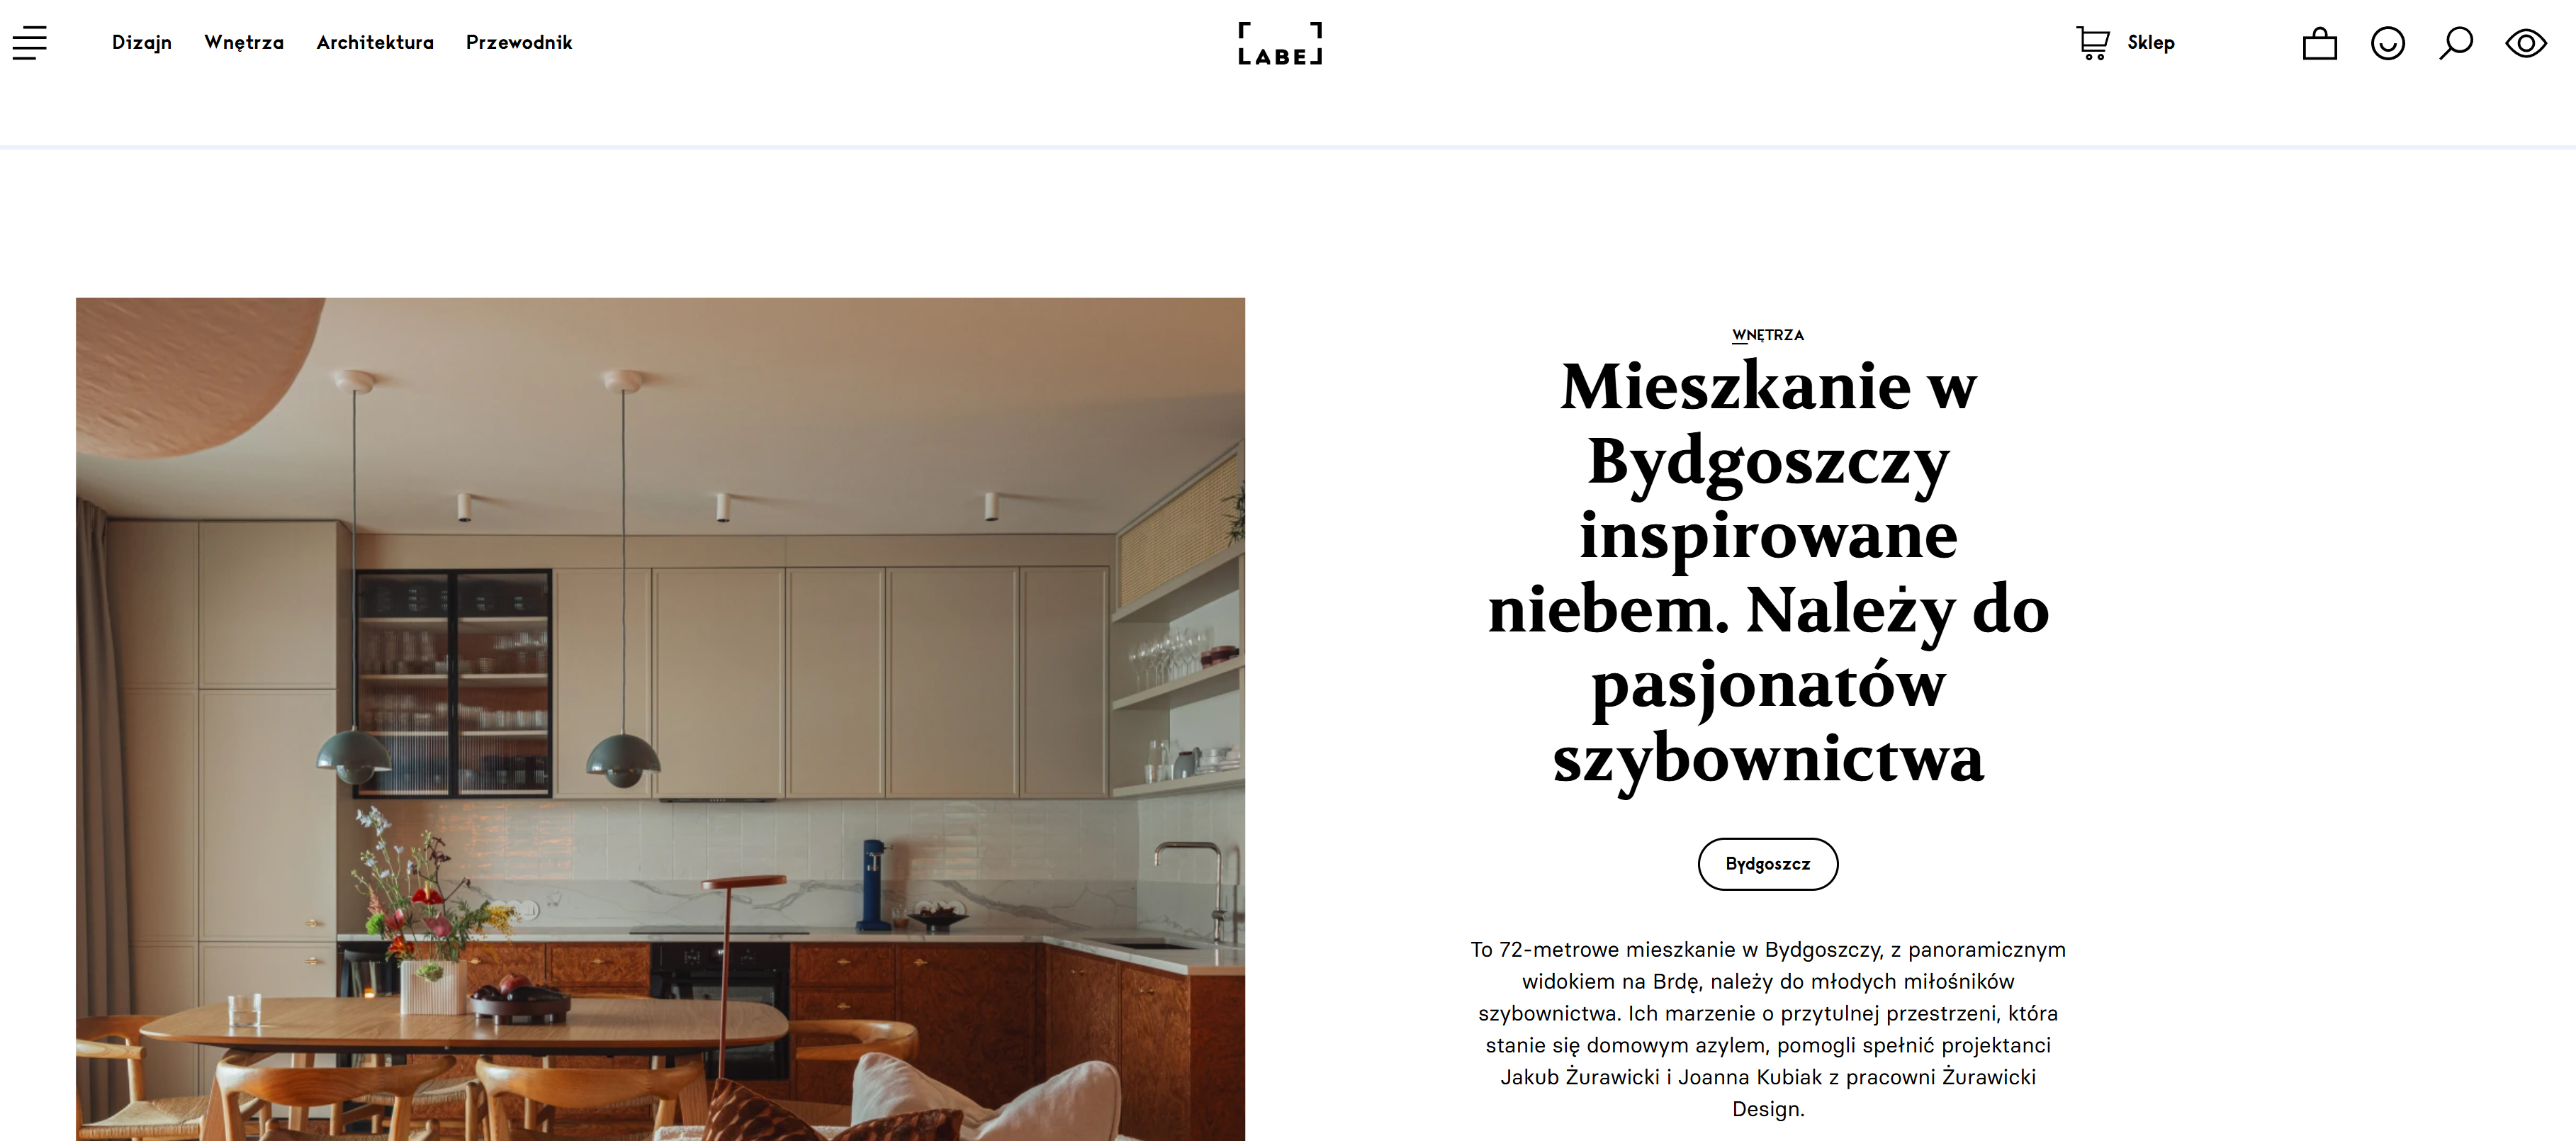 Dizajn Wnętrza Architektura Przewodnik
LABEL
Sklep
WNĘTRZA
Mieszkanie w
Bydgoszczy
inspirowane
niebem. Należy do
pasjonatów
szybownictwa
Bydgoszcz
To 72-metrowe mieszkanie w Bydgoszczy, z panoramicznym
widokiem na Brdę, należy do młodych miłośników
szybownictwa. Ich marzenie o przytulnej przestrzeni, która
stanie się domowym azylem, pomogli spełnić projektanci
Jakub Żurawicki i Joanna Kubiak z pracowni Żurawicki
Design.